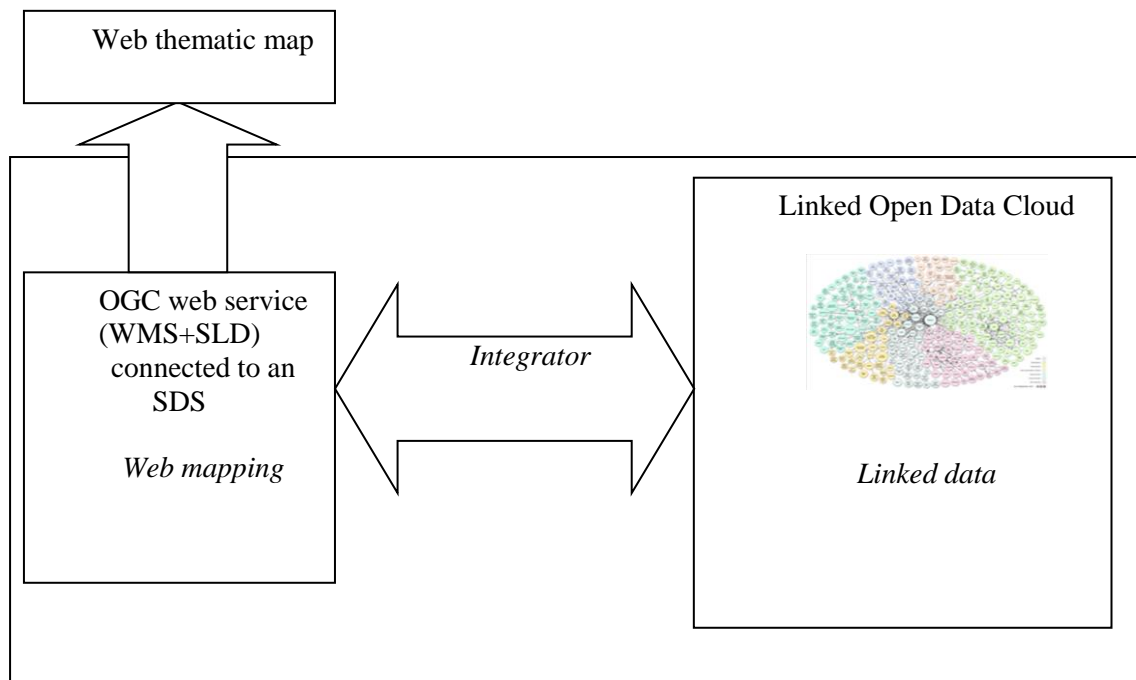 Web thematic map
Linked Open Data Cloud
OGC web service
(WMS+SLD)
connected to an
SDS
Web mapping
Integrator
Linked data